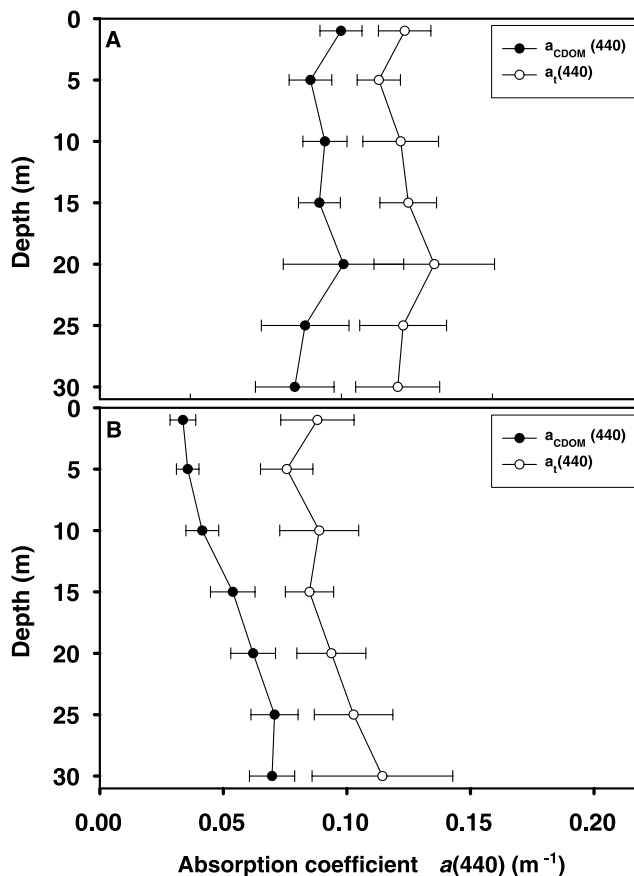 0
A
a_CDOM (440)
a_t(440)
5
10
15
20
25
30
Depth (m)
0
B
a_CDOM (440)
a_t(440)
5
10
15
20
25
30
Depth (m)
0.00 0.05 0.10 0.15 0.20
Absorption coefficient a(440) (m⁻¹)